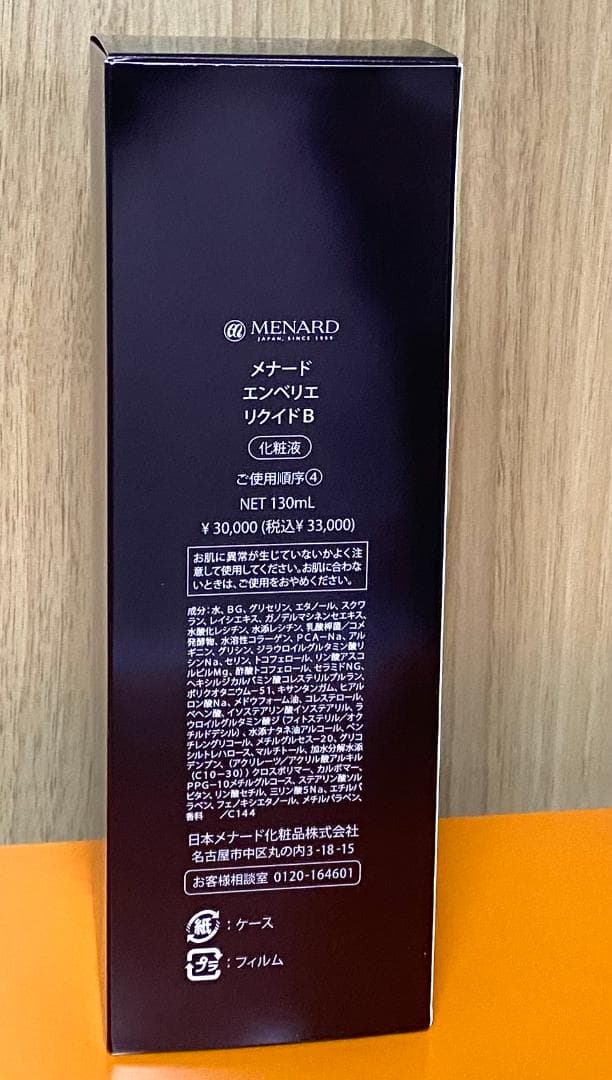 MENARD
JAPAN, SINCE 1959
メナード
エンベリエ
リクイドB
化粧液
ご使用順序④
NET 130mL
¥30,000 (税込¥33,000)
お肌に異常が生じていないかよく注
意して使用してください。お肌に合わな
いときは、ご使用をおやめください。
成分：水、BG、グリセリン、エタノール、スクワ
ラン、レイシエキス、ガノデルマシネンセエキス、
水酸化レシチン、水添レシチン、乳酸桿菌／コメ
発酵物、水溶性コラーゲン、PCA－Na、アル
ギニン、グリシン、ジラウロイルグルタミン酸リ
シンNa、セリン、トコフェロール、リン酸アスコ
ルビルMg、酢酸トコフェロール、セラミドNG、
ヘキシルジカルバミン酸コレステリルプルラン、
ポリクオタニウム－51、キサンタンガム、ヒアル
ロン酸Na、メドウフォーム油、コレステロール、
ベヘン酸、イソステアリン酸イソステアリル、ラ
ウロイルグルタミン酸ジ（フィトステリル／オク
チルドデシル）、水添ナタネ油アルコール、ペン
チレングリコール、メチルグルセス－20、グリコ
シルトレハロース、マルチトール、加水分解水添
デンプン、（アクリレーツ／アクリル酸アルキル
（C10－30））クロスポリマー、カルボマー、
PPG－10メチルグルコース、ステアリン酸ソル
ビタン、リン酸セチル、ミリン酸5Na、エチルパ
ラベン、フェノキシエタノール、メチルパラベン、
香料　／C144
日本メナード化粧品株式会社
名古屋市中区丸の内3-18-15
お客様相談室 0120-164601
紙：ケース
プラ：フィルム